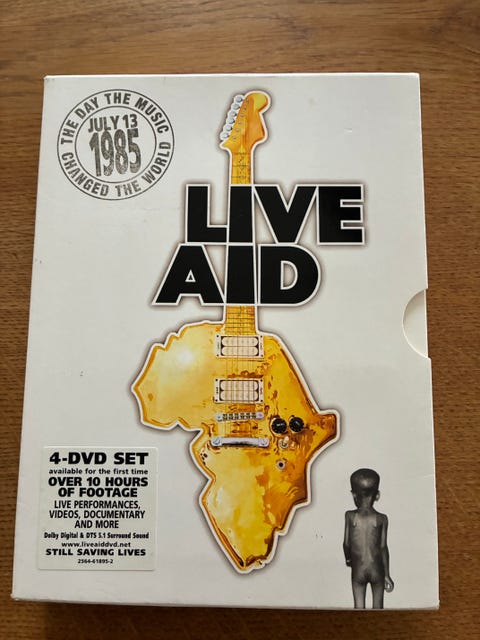 THE DAY THE MUSIC
JULY 13
1985
CHANGED THE WORLD
LIVE
AID
4-DVD SET
available for the first time
OVER 10 HOURS
OF FOOTAGE
LIVE PERFORMANCES,
VIDEOS, DOCUMENTARY
AND MORE
Dolby Digital & DTS 5.1 Surround Sound
www.liveaiddvd.net
STILL SAVING LIVES
2564-61895-2